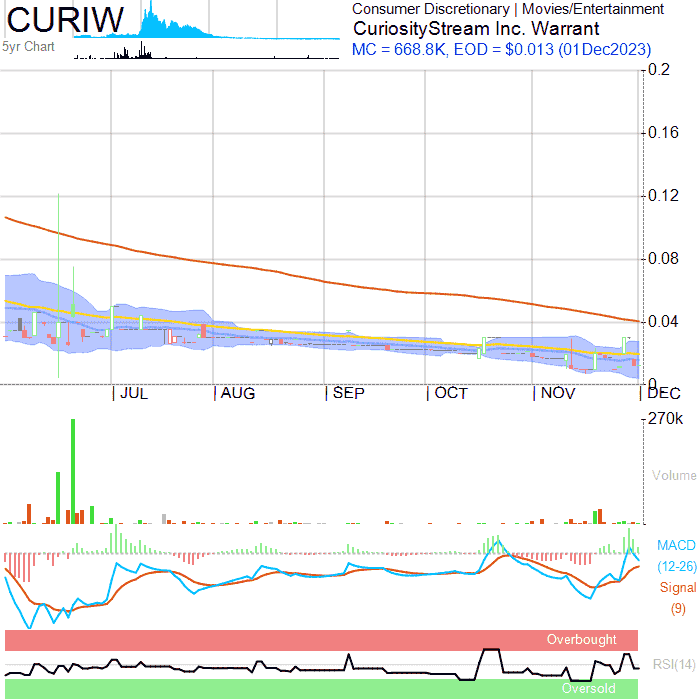 CURIW
5yr Chart
Consumer Discretionary | Movies/Entertainment
CuriosityStream Inc. Warrant
MC = 668.8K, EOD = $0.013 (01Dec2023)
0.2
0.16
0.12
0.08
0.04
0
JUL
AUG
SEP
OCT
NOV
DEC
270k
Volume
MACD
(12-26)
Signal
(9)
Overbought
RSI(14)
Oversold